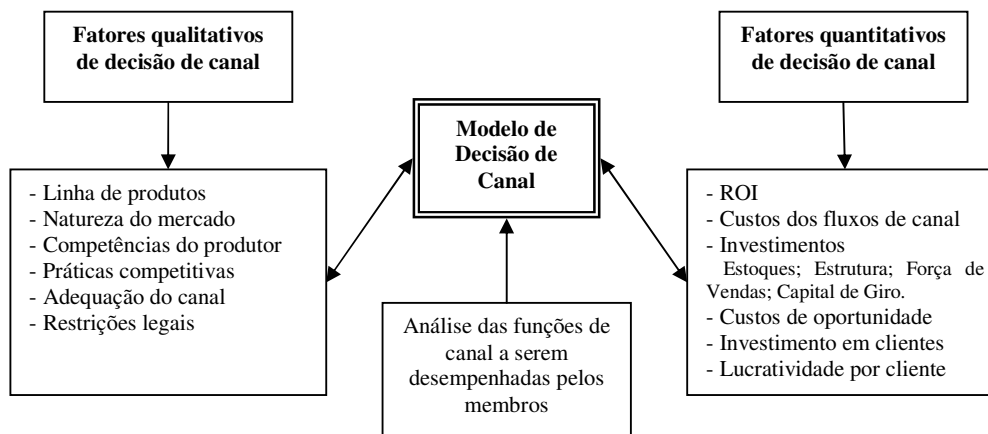 Fatores qualitativos
de decisão de canal
- Linha de produtos
- Natureza do mercado
- Competências do produtor
- Práticas competitivas
- Adequação do canal
- Restrições legais
Modelo de
Decisão de
Canal
Análise das funções de
canal a serem
desempenhadas pelos
membros
Fatores quantitativos
de decisão de canal
- ROI
- Custos dos fluxos de canal
- Investimentos
Estoques; Estrutura; Força de
Vendas; Capital de Giro.
- Custos de oportunidade
- Investimento em clientes
- Lucratividade por cliente